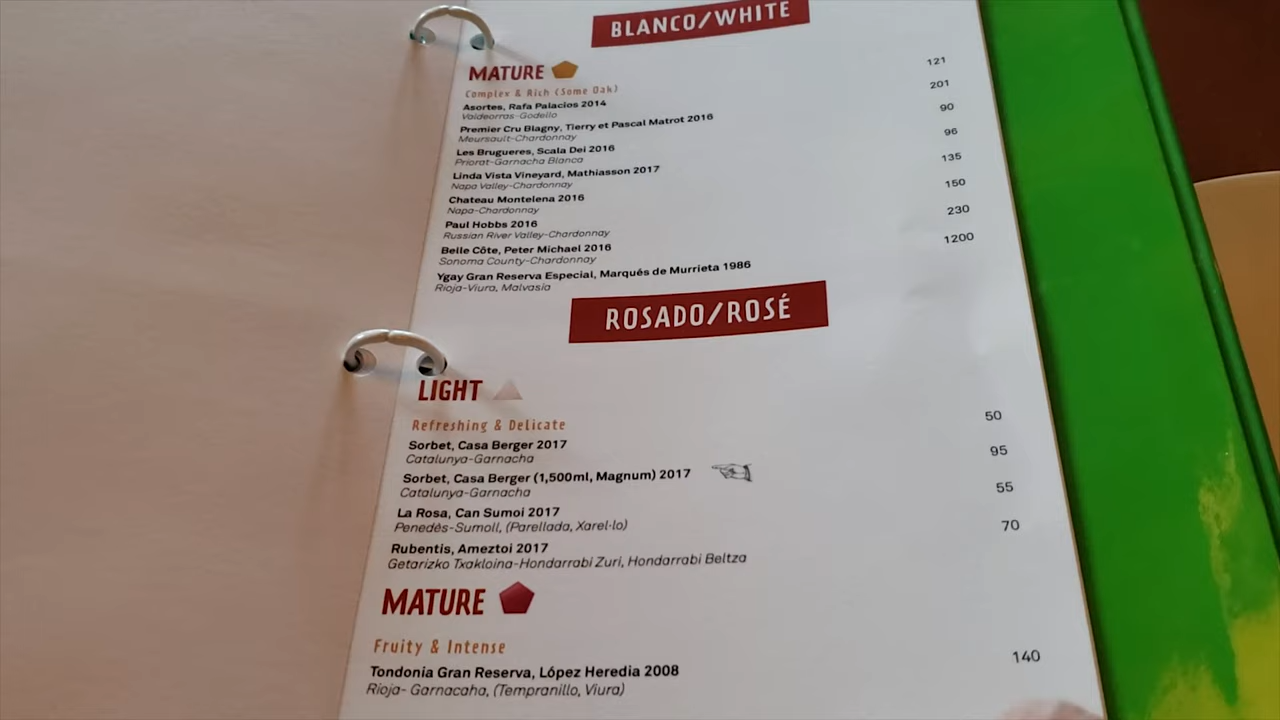 BLANCO/WHITE
MATURE
Complex & Rich (Some Oak)
Asortes, Rafa Palacios 2014 121
Valdeorras-Godello
Premier Cru Blagny, Tierry et Pascal Matrot 2016 201
Meursault-Chardonnay
Les Brugueres, Scala Dei 2016 90
Priorat-Garnacha Blanca
Linda Vista Vineyard, Mathiasson 2017 96
Napa Valley-Chardonnay
Chateau Montelena 2016 135
Napa-Chardonnay
Paul Hobbs 2016 150
Russian River Valley-Chardonnay
Belle Côte, Peter Michael 2016 230
Sonoma County-Chardonnay
Ygay Gran Reserva Especial, Marqués de Murrieta 1986 1200
Rioja-Viura, Malvasia
ROSADO/ROSÉ
LIGHT
Refreshing & Delicate
Sorbet, Casa Berger 2017 50
Catalunya-Garnacha
Sorbet, Casa Berger (1,500ml, Magnum) 2017 95
Catalunya-Garnacha
La Rosa, Can Sumoi 2017 55
Penedès-Sumoll, (Parellada, Xarel·lo)
Rubentis, Ameztoi 2017 70
Getarizko Txakloina-Hondarrabi Zuri, Hondarrabi Beltza
MATURE
Fruity & Intense
Tondonia Gran Reserva, López Heredia 2008 140
Rioja- Garnacaha, (Tempranillo, Viura)